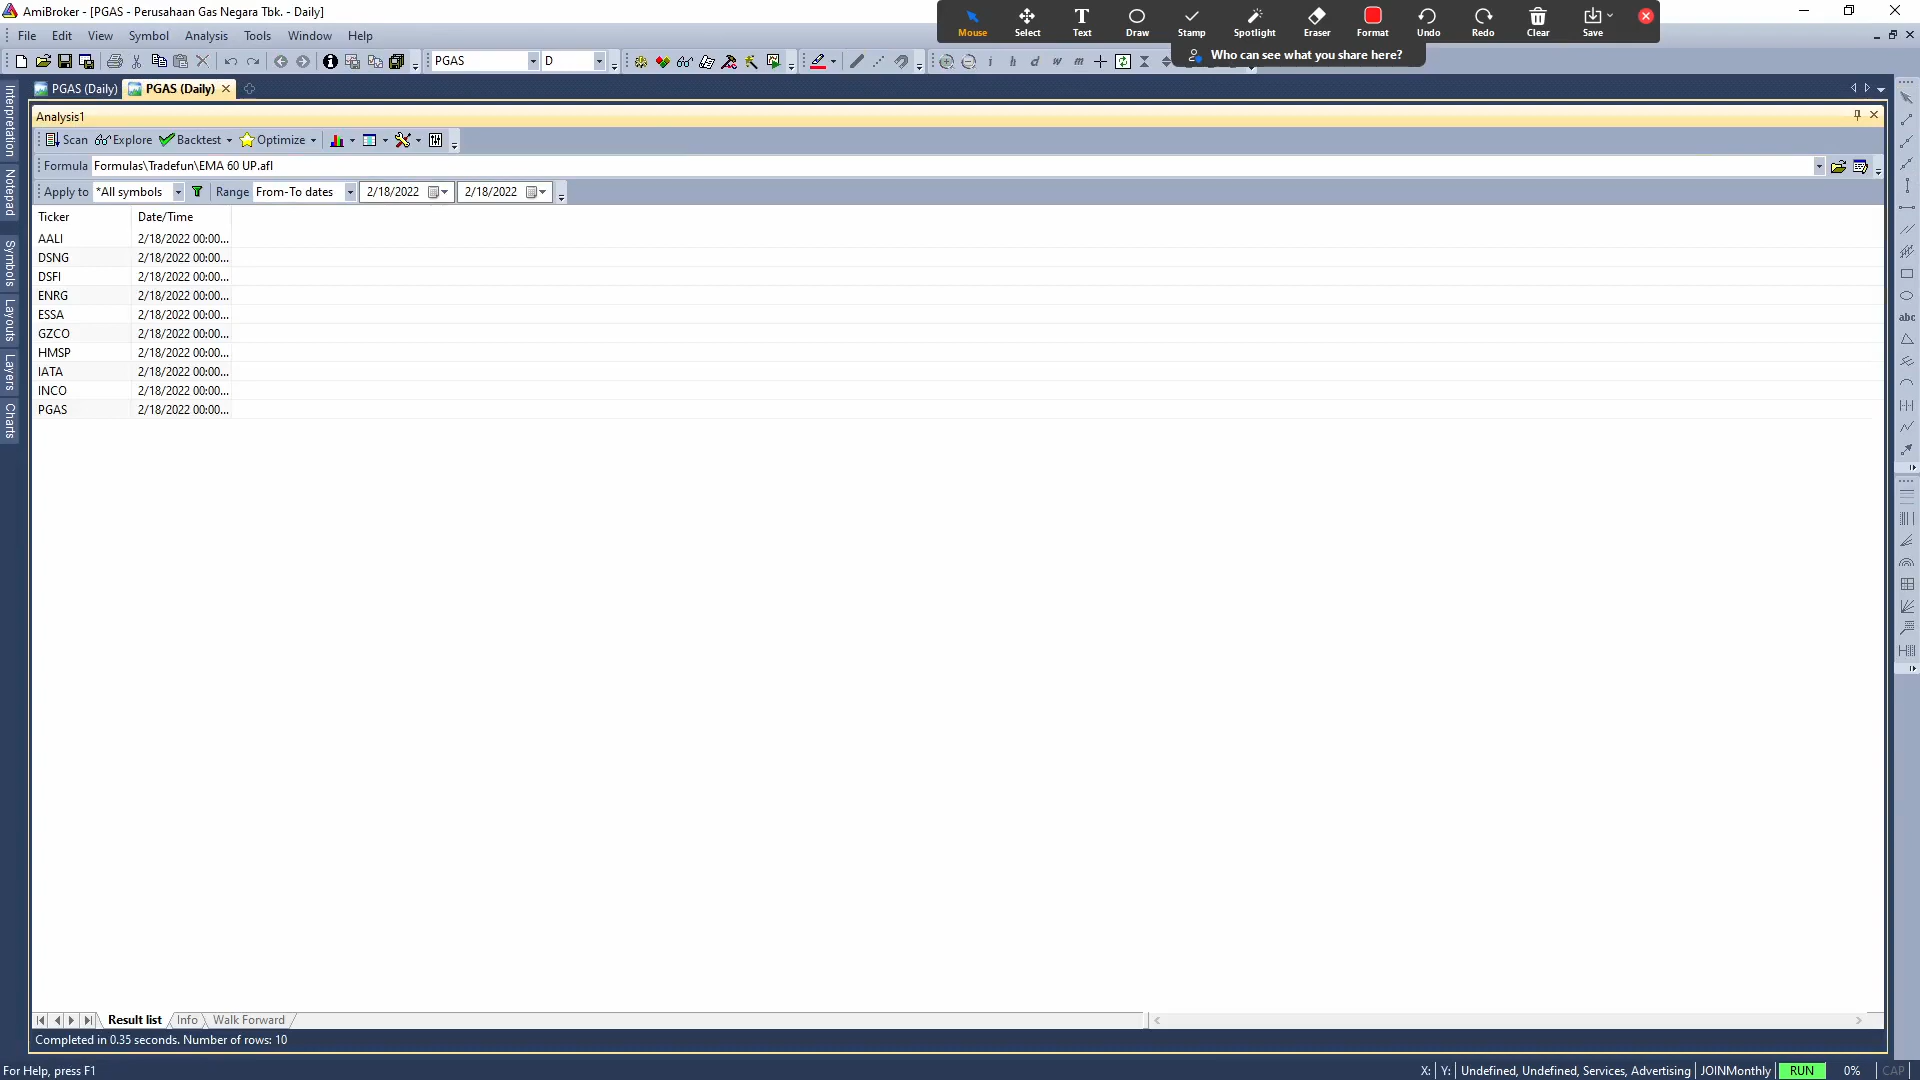 AmiBroker - [PGAS - Perusahaan Gas Negara Tbk. - Daily]
Mouse Select Text Draw Stamp Spotlight Eraser Format Undo Redo Clear Save
File Edit View Symbol Analysis Tools Window Help
Who can see what you share here?
PGAS D
i h d w m
PGAS (Daily) PGAS (Daily)
Analysis1
Scan Explore Backtest Optimize
Formula Formulas\Tradefun\EMA 60 UP.afl
Apply to *All symbols Range From-To dates 2/18/2022 2/18/2022
Ticker Date/Time
AALI 2/18/2022 00:00...
DSNG 2/18/2022 00:00...
DSFI 2/18/2022 00:00...
ENRG 2/18/2022 00:00...
ESSA 2/18/2022 00:00...
GZCO 2/18/2022 00:00...
HMSP 2/18/2022 00:00...
IATA 2/18/2022 00:00...
INCO 2/18/2022 00:00...
PGAS 2/18/2022 00:00...
Interpretation
Notepad
Symbols
Layouts
Layers
Charts
abc
Result list Info Walk Forward
Completed in 0.35 seconds. Number of rows: 10
For Help, press F1
X: Y: Undefined, Undefined, Services, Advertising JOINMonthly RUN 0% CAP